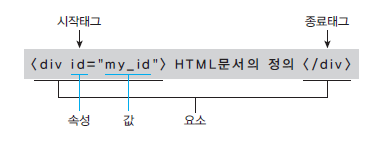 시작태그 종료태그
<div id="my_id"> HTML문서의 정의 </div>
속성 값 요소